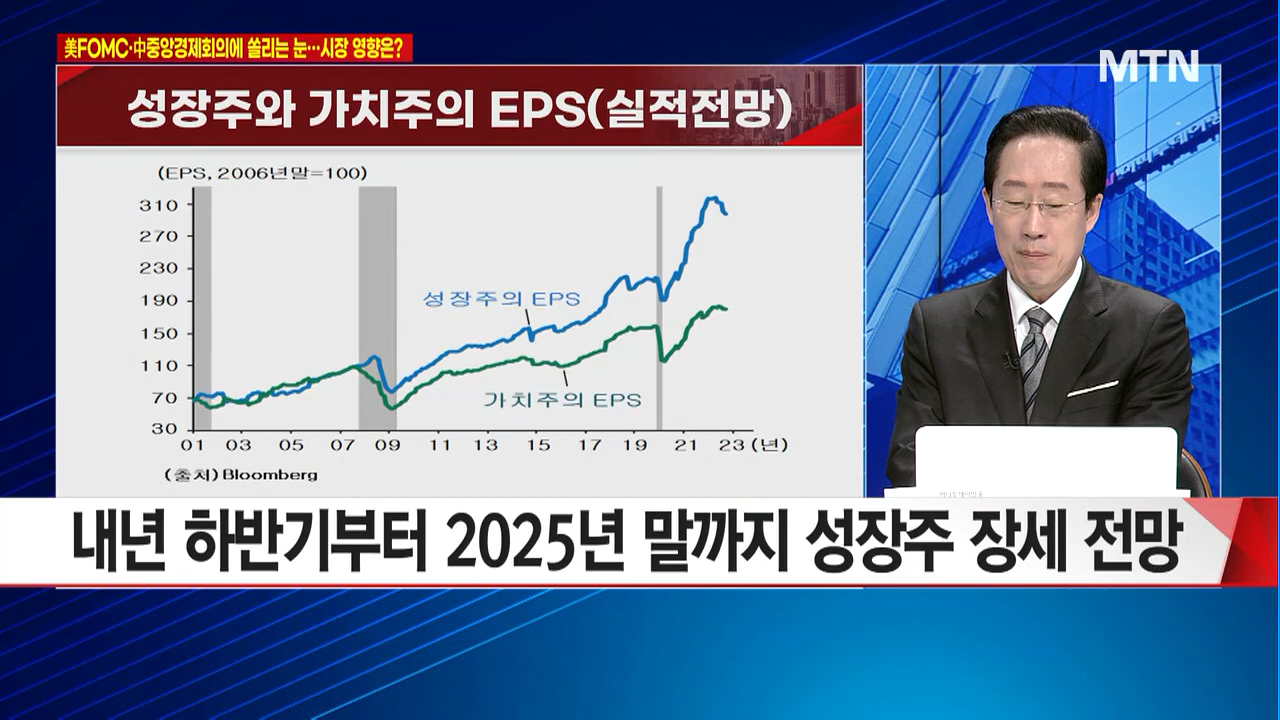 美FOMC·中중앙경제회의에 쏠리는 눈…시장 영향은?
MTN
성장주와 가치주의 EPS(실적전망)
(EPS, 2006년말=100)
310
270
230
190
150
110
70
30
성장주의 EPS
가치주의 EPS
01 03 05 07 09 11 13 15 17 19 21 23 (년)
(출처) Bloomberg
내년 하반기부터 2025년 말까지 성장주 장세 전망